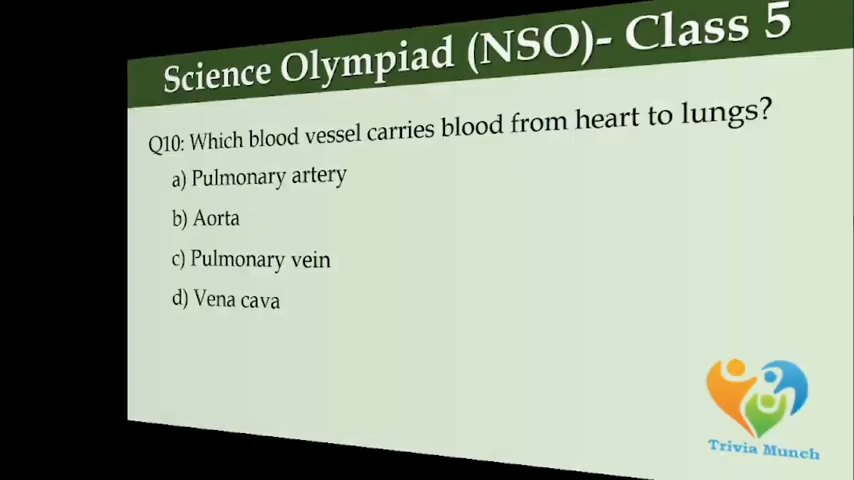 Science Olympiad (NSO)- Class 5
Q10: Which blood vessel carries blood from heart to lungs?
a) Pulmonary artery
b) Aorta
c) Pulmonary vein
d) Vena cava
Trivia Munch